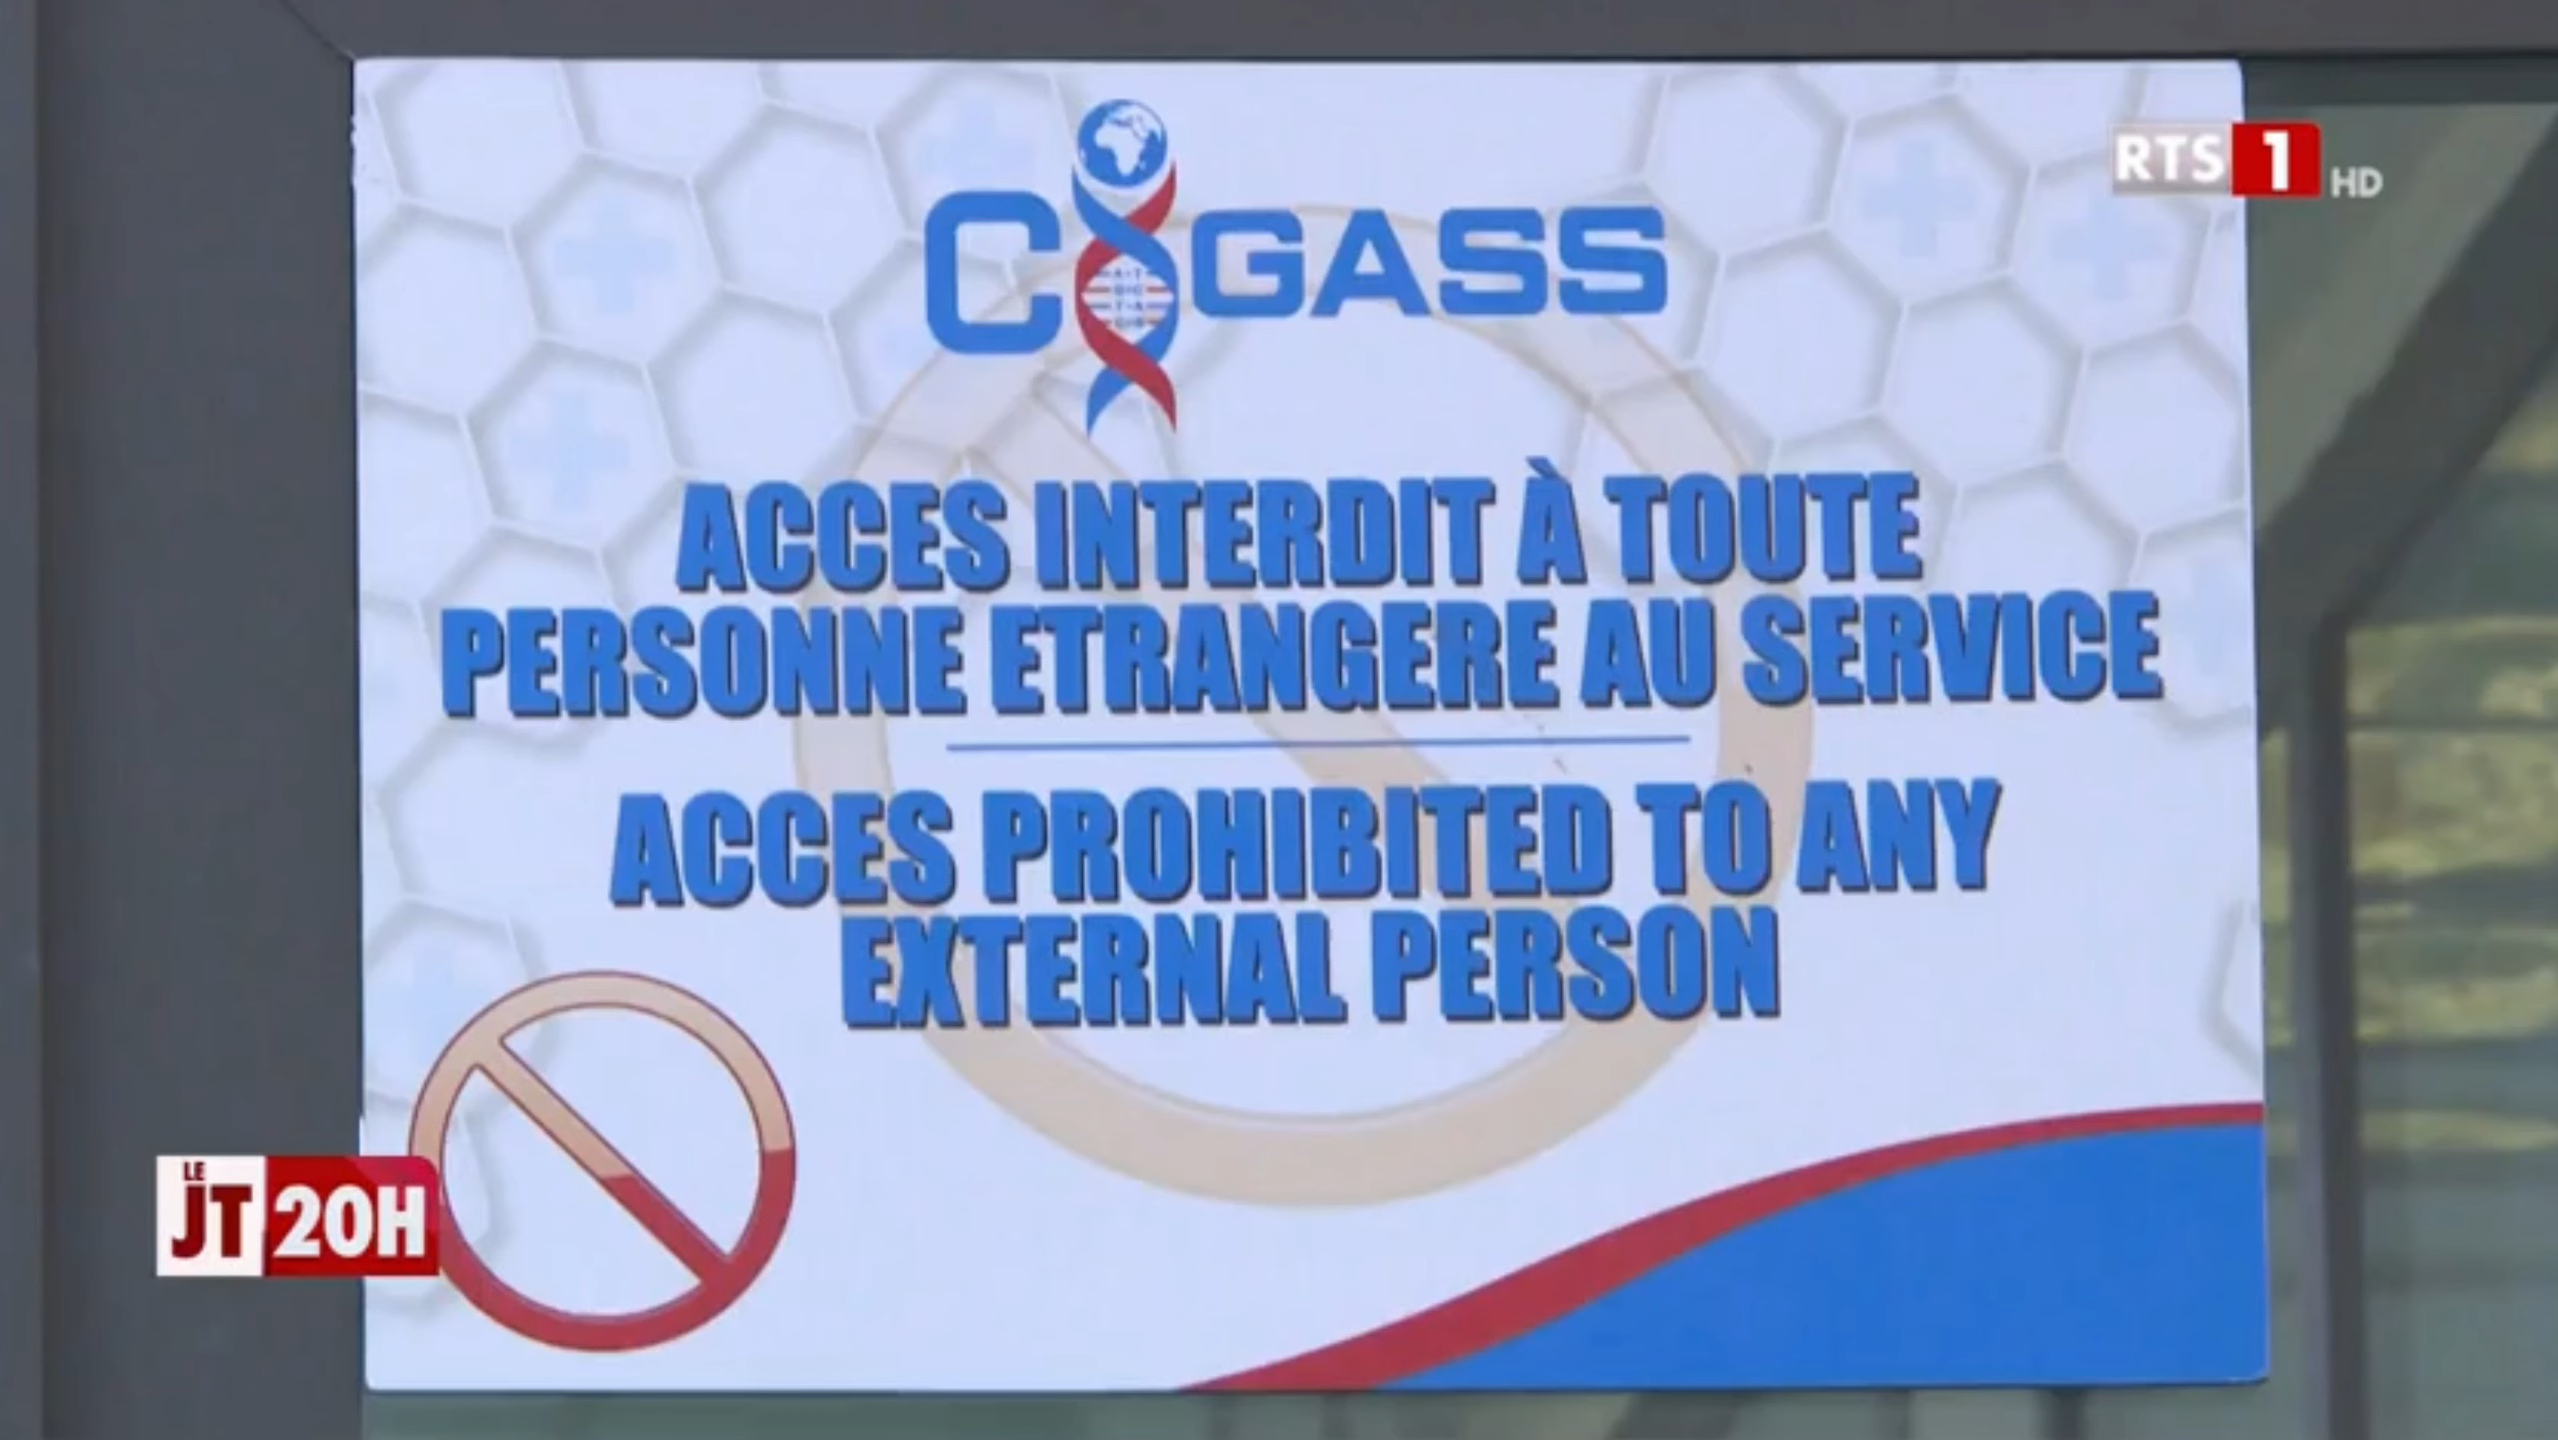 CIGASS
RTS 1 HD
ACCES INTERDIT À TOUTE
PERSONNE ETRANGERE AU SERVICE
ACCES PROHIBITED TO ANY
EXTERNAL PERSON
LE
JT 20H